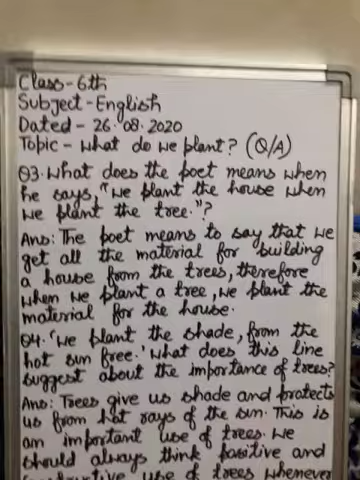 Class-6th
Subject-English
Dated - 26.08.2020
Topic - What do we plant? (Q/A)
Q3. What does the poet means when
he says, "We plant the house when
we plant the tree."?
Ans: The poet means to say that we
get all the material for building
a house from the trees, therefore
when we plant a tree, we plant the
material for the house.
Q4. 'We plant the shade, from the
hot sun free.' What does this line
suggest about the importance of trees?
Ans: Trees give us shade and protects
us from hot rays of the sun. This is
an important use of trees. We
should always think positive and
use of trees whenever